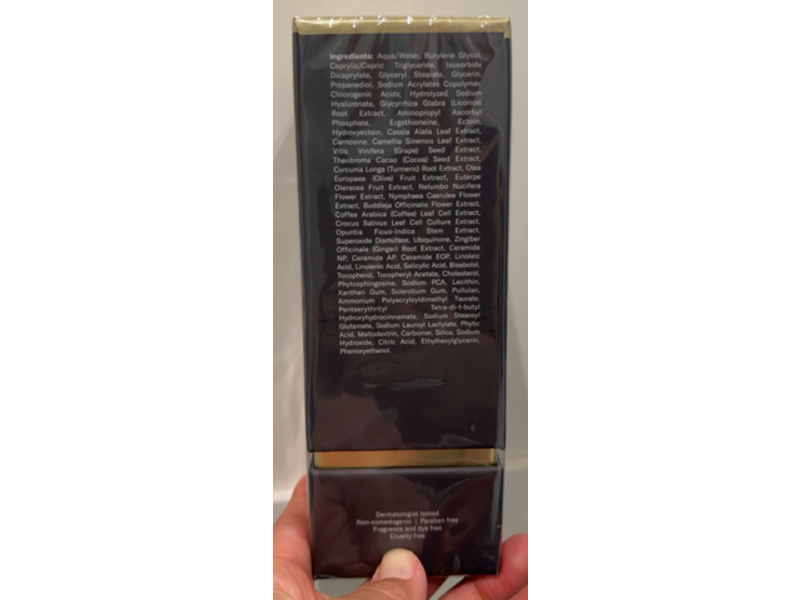 Ingredients: Aqua/Water, Butylene Glycol,
Caprylic/Capric Triglyceride, Isosorbide
Dicaprylate, Glyceryl Stearate, Glycerin,
Propanediol, Sodium Acrylates Copolymer,
Chlorogenic Acids, Hydrolyzed Sodium
Hyaluronate, Glycyrrhiza Glabra (Licorice)
Root Extract, Aminopropyl Ascorbyl
Phosphate, Ergothioneine, Ectoin,
Hydroxyectoin, Cassia Alata Leaf Extract,
Carnosine, Camellia Sinensis Leaf Extract,
Vitis Vinifera (Grape) Seed Extract,
Theobroma Cacao (Cocoa) Seed Extract,
Curcuma Longa (Turmeric) Root Extract, Olea
Europaea (Olive) Fruit Extract, Euterpe
Oleracea Fruit Extract, Nelumbo Nucifera
Flower Extract, Nymphaea Caerulea Flower
Extract, Buddleja Officinalis Flower Extract,
Coffea Arabica (Coffee) Leaf Cell Extract,
Crocus Sativus Leaf Cell Culture Extract,
Opuntia Ficus-Indica Stem Extract,
Superoxide Dismutase, Ubiquinone, Zingiber
Officinale (Ginger) Root Extract, Ceramide
NP, Ceramide AP, Ceramide EOP, Linoleic
Acid, Linolenic Acid, Salicylic Acid, Bisabolol,
Tocopherol, Tocopheryl Acetate, Cholesterol,
Phytosphingosine, Sodium PCA, Lecithin,
Xanthan Gum, Sclerotium Gum, Pullulan,
Ammonium Polyacryloyldimethyl Taurate,
Pentaerythrityl Tetra-di-t-butyl
Hydroxyhydrocinnamate, Sodium Stearoyl
Glutamate, Sodium Lauroyl Lactylate, Phytic
Acid, Maltodextrin, Carbomer, Silica, Sodium
Hydroxide, Citric Acid, Ethylhexylglycerin,
Phenoxyethanol.
Dermatologist tested
Non-comedogenic | Paraben free
Fragrance and dye free
Cruelty free